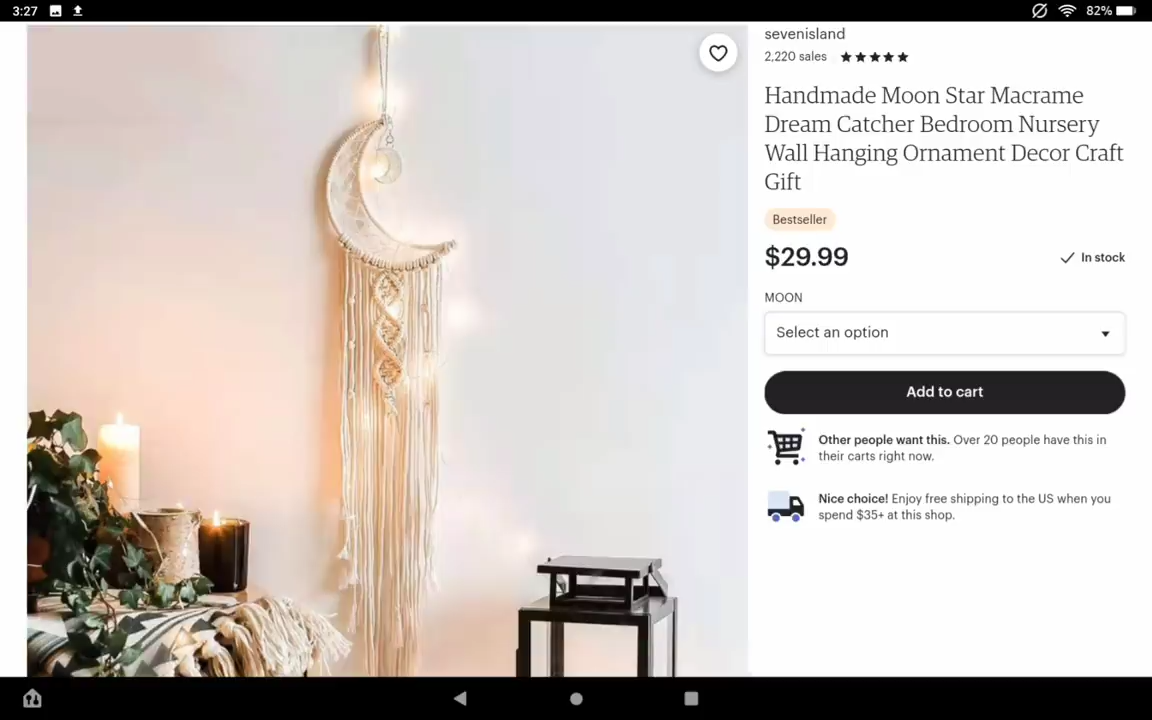 3:27
82%
sevenisland
2,220 sales
Handmade Moon Star Macrame
Dream Catcher Bedroom Nursery
Wall Hanging Ornament Decor Craft
Gift
Bestseller
$29.99
In stock
MOON
Select an option
Add to cart
Other people want this. Over 20 people have this in
their carts right now.
Nice choice! Enjoy free shipping to the US when you
spend $35+ at this shop.